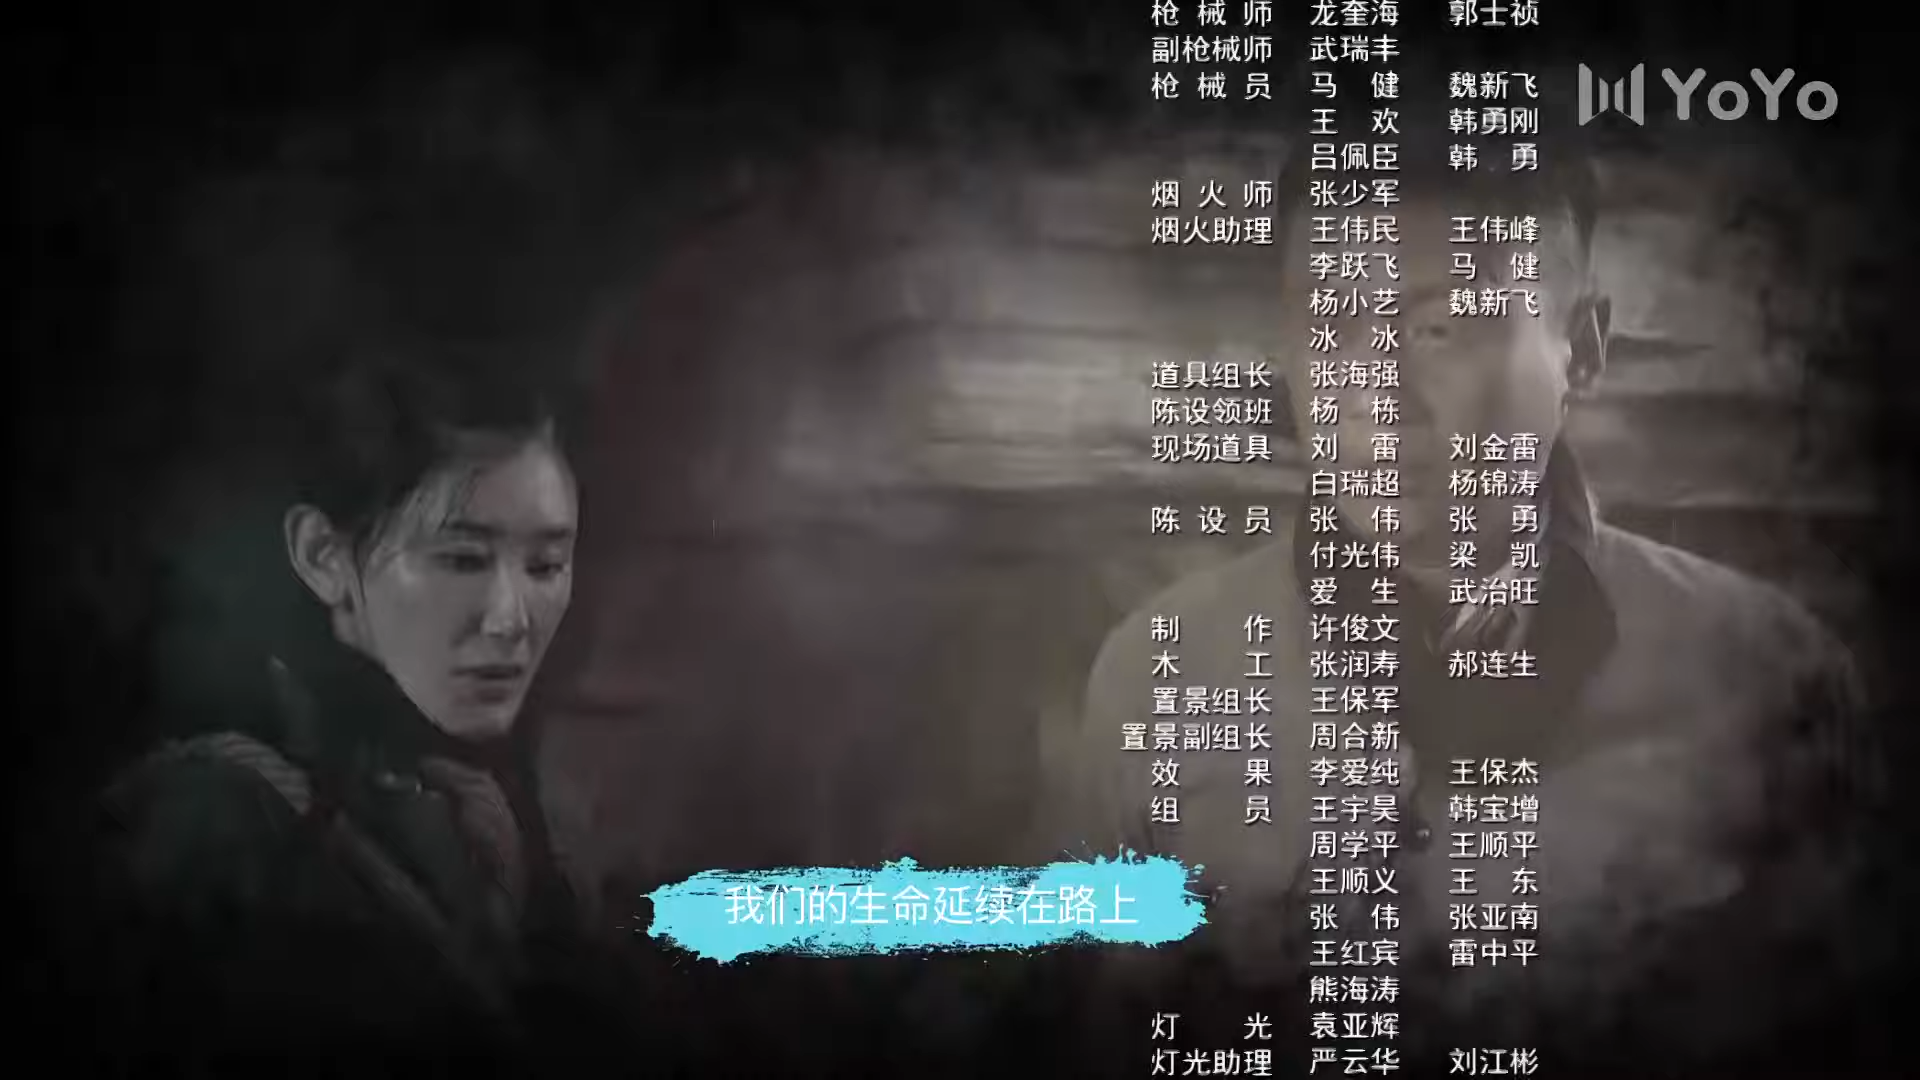 枪械师 龙奎海 郭士祯
副枪械师 武瑞丰
枪械员 马健 魏新飞
王欢 韩勇刚
吕佩臣 韩勇
烟火师 张少军
烟火助理 王伟民 王伟峰
李跃飞 马健
杨小艺 魏新飞
冰冰
道具组长 张海强
陈设领班 杨栋
现场道具 刘雷 刘金雷
白瑞超 杨锦涛
陈设员 张伟 张勇
付光伟 梁凯
爱生 武治旺
制作 许俊文
木工 张润寿 郝连生
置景组长 王保军
置景副组长 周合新
效果 李爱纯 王保杰
组员 王宇昊 韩宝增
周学平 王顺平
王顺义 王东
张伟 张亚南
王红宾 雷中平
熊海涛
灯光 袁亚辉
灯光助理 严云华 刘江彬
YoYo
我们的生命延续在路上